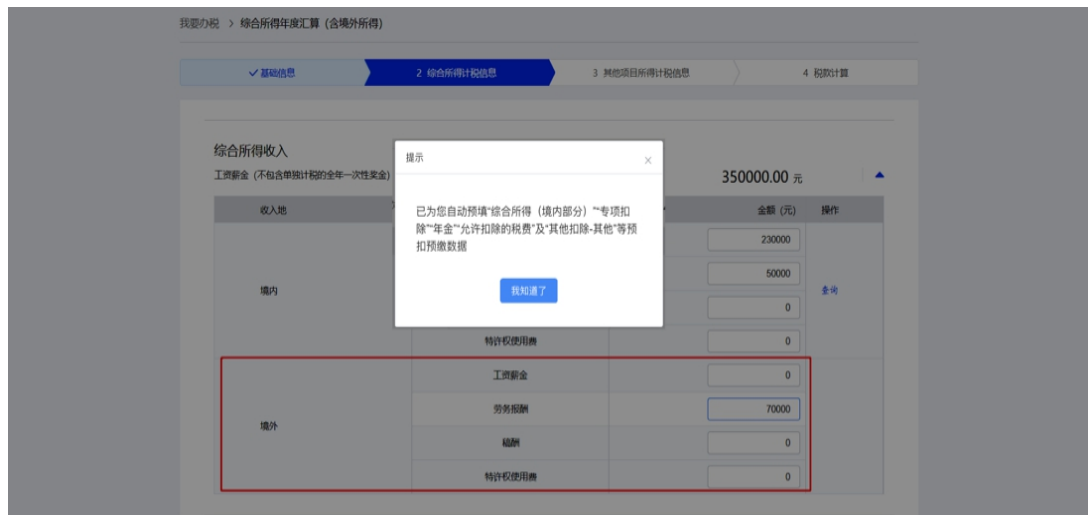 我要办税 > 综合所得年度汇算（含境外所得）
✓ 基础信息
2 综合所得计税信息
3 其他项目所得计税信息
4 税款计算
综合所得收入
工资薪金（不包含单独计税的全年一次性奖金）
350000.00 元
提示
已为您自动预填“综合所得（境内部分）”“专项扣
除”“年金”“允许扣除的税费”及“其他扣除-其他”等预
扣预缴数据
我知道了
收入地
金额（元）
操作
境内
230000
50000
0
特许权使用费
0
查询
境外
工资薪金
0
劳务报酬
70000
稿酬
0
特许权使用费
0